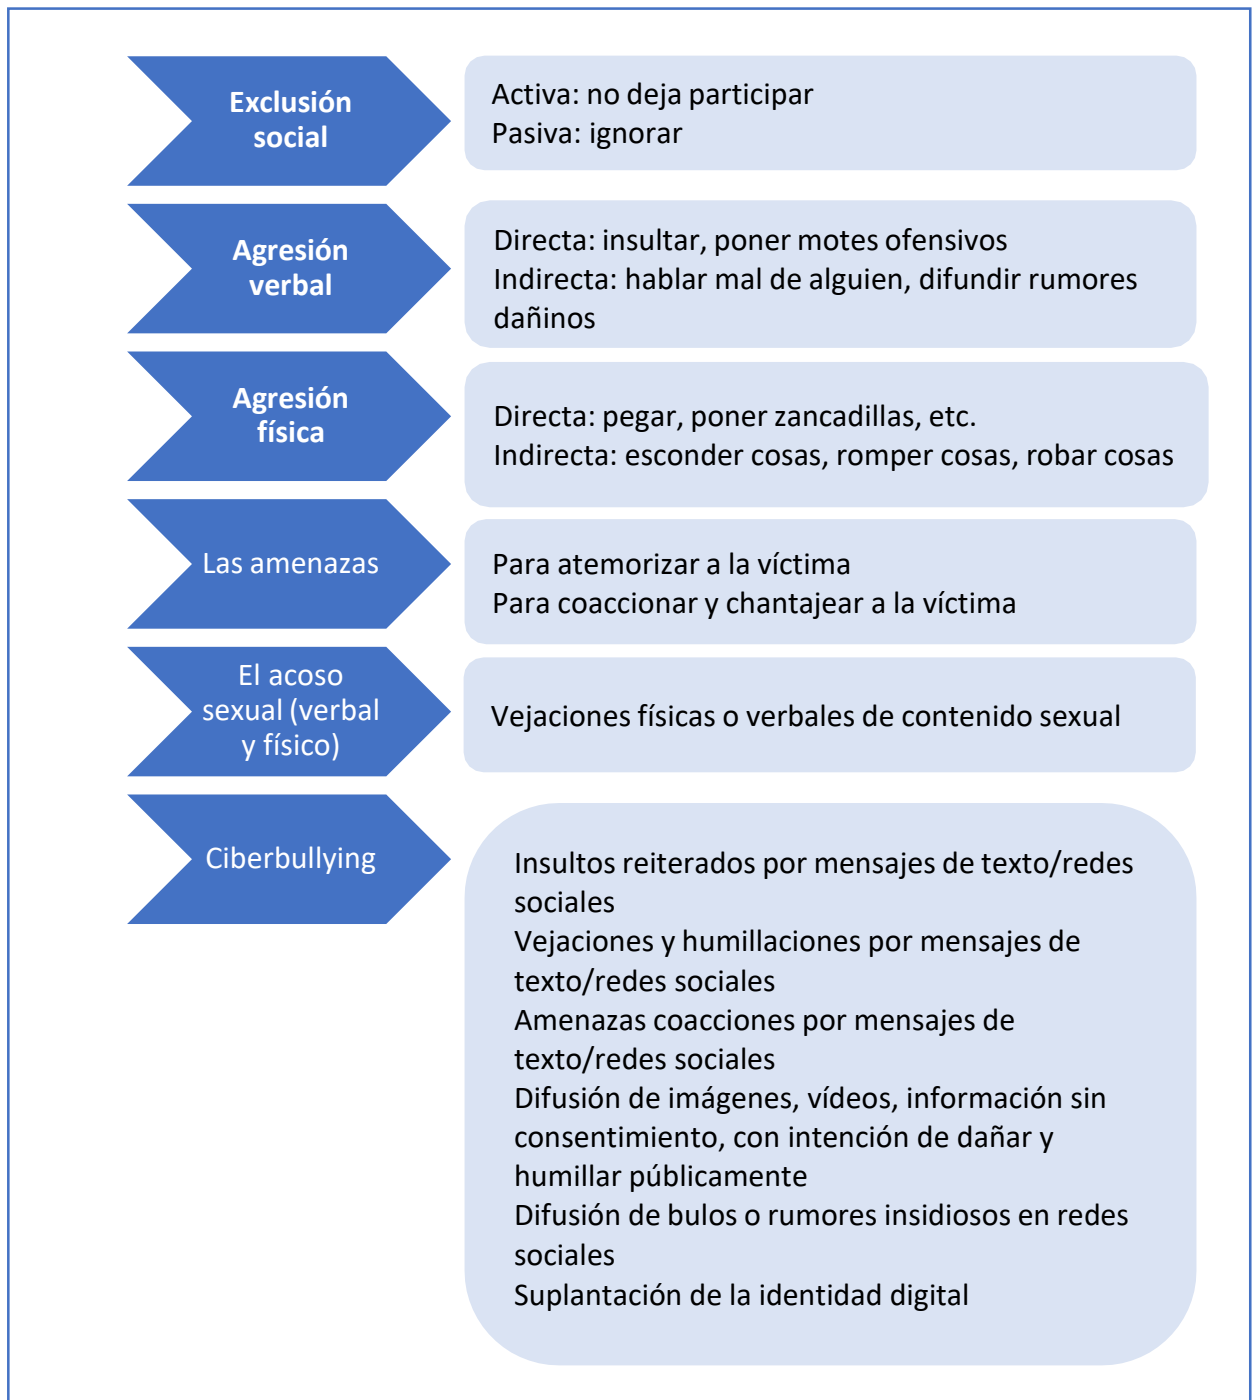 Exclusión
social
Activa: no deja participar
Pasiva: ignorar
Agresión
verbal
Directa: insultar, poner motes ofensivos
Indirecta: hablar mal de alguien, difundir rumores
dañinos
Agresión
física
Directa: pegar, poner zancadillas, etc.
Indirecta: esconder cosas, romper cosas, robar cosas
Las amenazas
Para atemorizar a la víctima
Para coaccionar y chantajear a la víctima
El acoso
sexual (verbal
y físico)
Vejaciones físicas o verbales de contenido sexual
Ciberbullying
Insultos reiterados por mensajes de texto/redes
sociales
Vejaciones y humillaciones por mensajes de
texto/redes sociales
Amenazas coacciones por mensajes de
texto/redes sociales
Difusión de imágenes, vídeos, información sin
consentimiento, con intención de dañar y
humillar públicamente
Difusión de bulos o rumores insidiosos en redes
sociales
Suplantación de la identidad digital